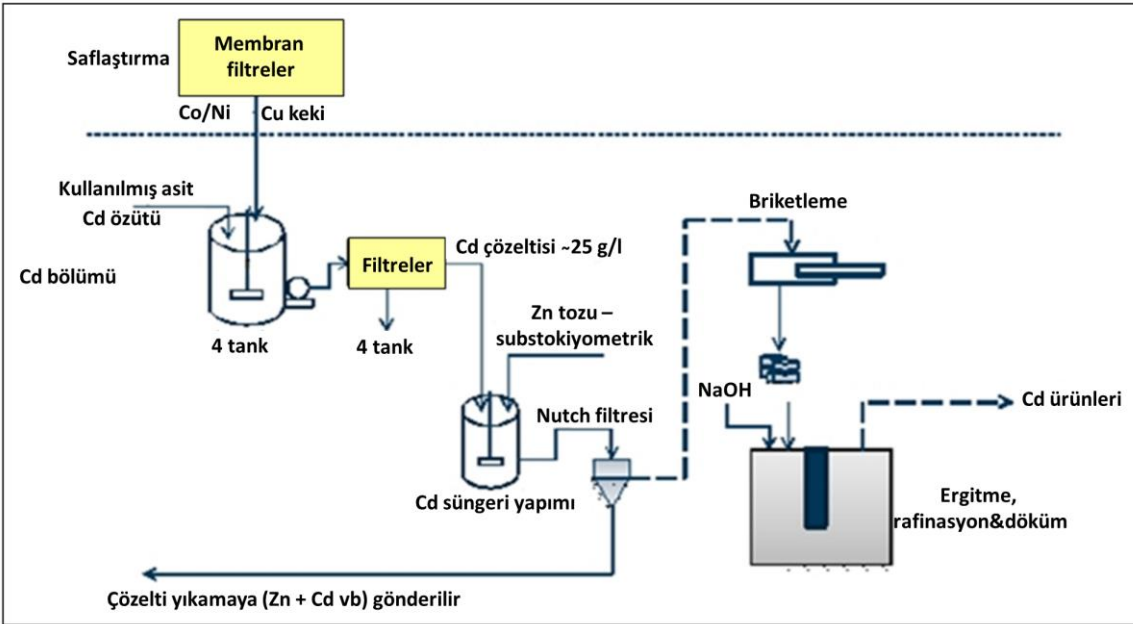 Saflaştırma
Membran
filtreler
Co/Ni
Cu keki
Kullanılmış asit
Cd özütü
Cd bölümü
4 tank
Filtreler
4 tank
Cd çözeltisi ~25 g/l
Zn tozu –
substokiyometrik
Nutch filtresi
Cd süngeri yapımı
Çözelti yıkamaya (Zn + Cd vb) gönderilir
Briketleme
NaOH
Cd ürünleri
Ergitme,
rafinasyon&döküm